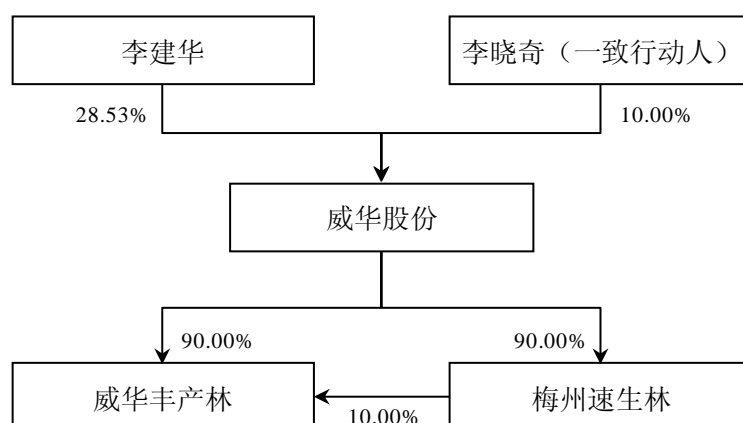 李建华
李晓奇（一致行动人）
28.53%
10.00%
威华股份
90.00%
90.00%
威华丰产林
梅州速生林
10.00%